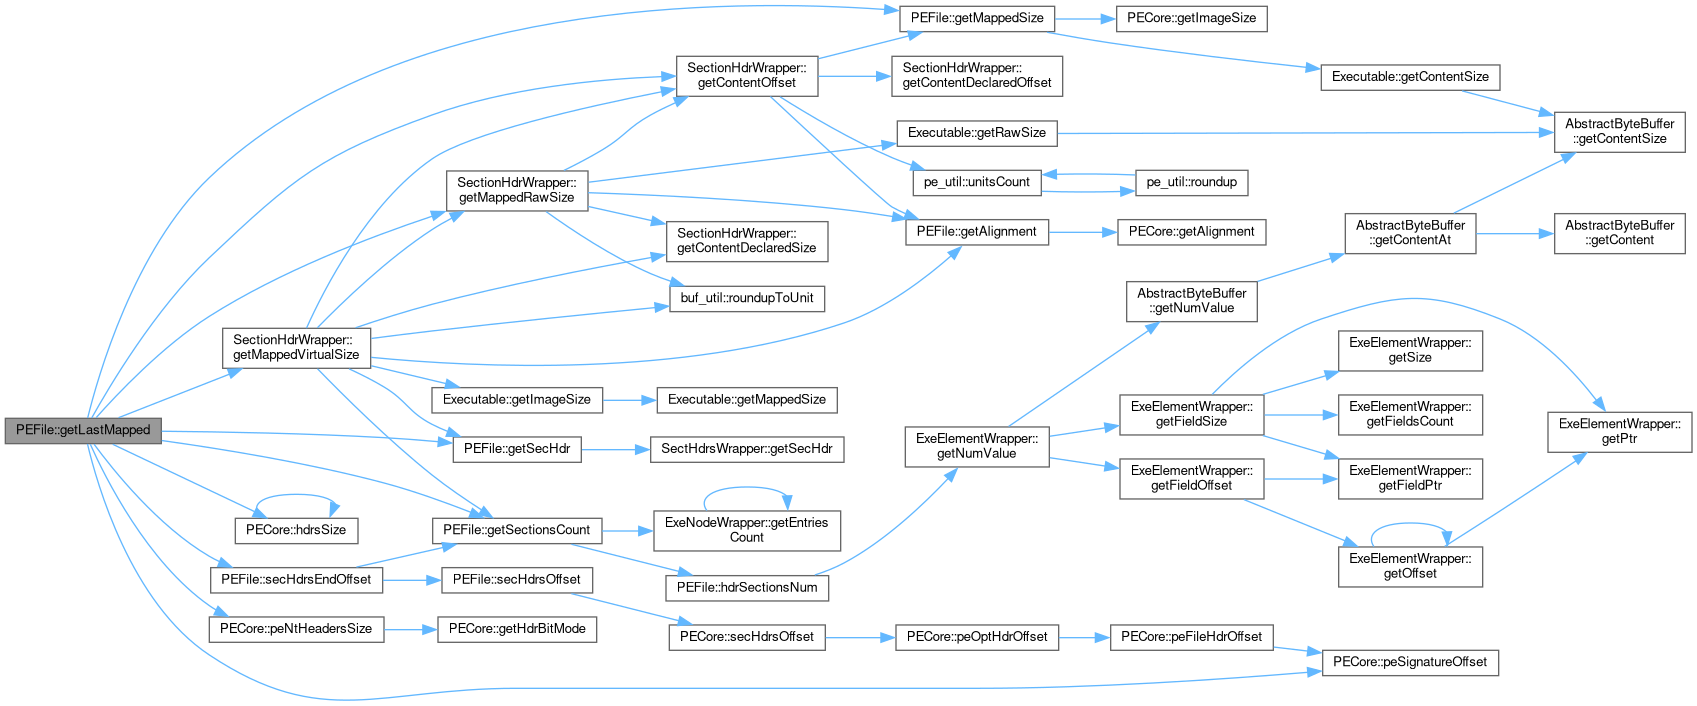 PEFile::getLastMapped
PEFile::getMappedSize
PECore::getImageSize
SectionHdrWrapper::
getContentOffset
SectionHdrWrapper::
getContentDeclaredOffset
Executable::getContentSize
AbstractByteBuffer
::getContentSize
Executable::getRawSize
SectionHdrWrapper::
getMappedRawSize
pe_util::unitsCount
pe_util::roundup
SectionHdrWrapper::
getContentDeclaredSize
PEFile::getAlignment
PECore::getAlignment
AbstractByteBuffer
::getContentAt
AbstractByteBuffer
::getContent
buf_util::roundupToUnit
AbstractByteBuffer
::getNumValue
SectionHdrWrapper::
getMappedVirtualSize
ExeElementWrapper::
getSize
Executable::getImageSize
Executable::getMappedSize
ExeElementWrapper::
getFieldSize
ExeElementWrapper::
getFieldsCount
ExeElementWrapper::
getPtr
PEFile::getSecHdr
SectHdrsWrapper::getSecHdr
ExeElementWrapper::
getNumValue
ExeElementWrapper::
getFieldOffset
ExeElementWrapper::
getFieldPtr
PECore::hdrsSize
PEFile::getSectionsCount
ExeNodeWrapper::getEntries
Count
ExeElementWrapper::
getOffset
PEFile::secHdrsEndOffset
PEFile::secHdrsOffset
PEFile::hdrSectionsNum
PECore::peNtHeadersSize
PECore::getHdrBitMode
PECore::secHdrsOffset
PECore::peOptHdrOffset
PECore::peFileHdrOffset
PECore::peSignatureOffset